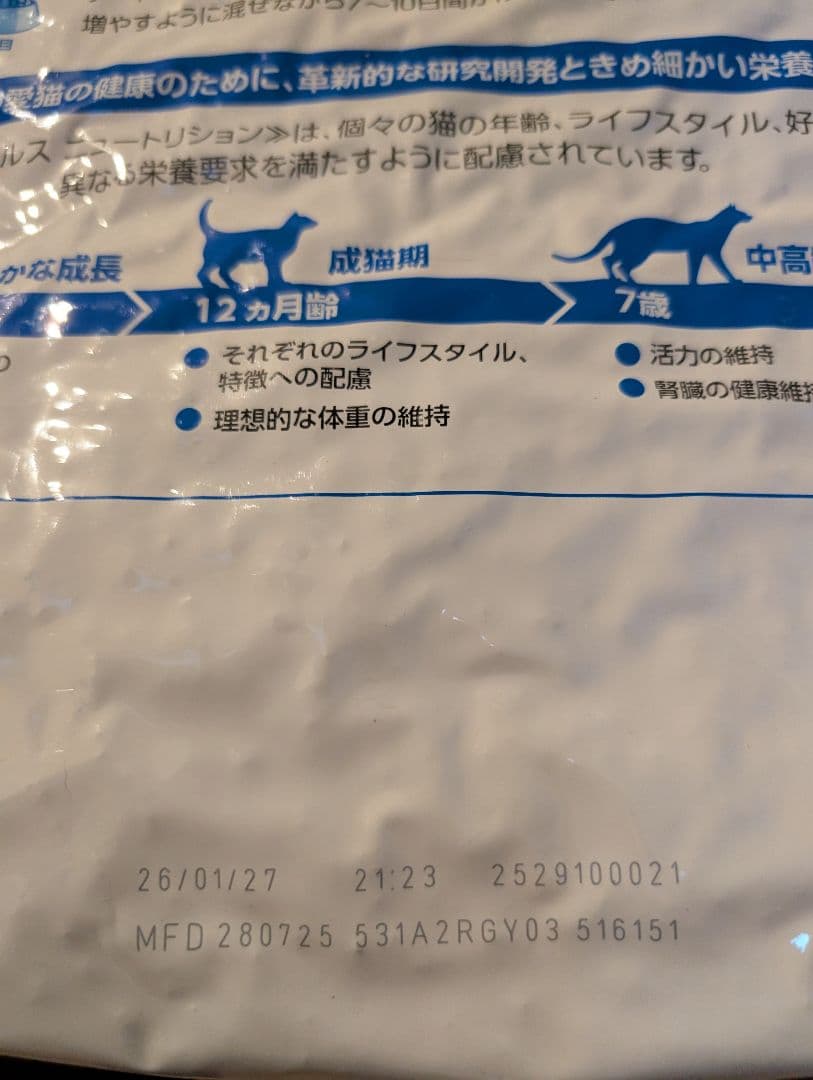 増やすように混ぜながら7〜10日間か
愛猫の健康のために、革新的な研究開発ときめ細かい栄養
ルス ニュートリション≫は、個々の猫の年齢、ライフスタイル、好
異なる栄養要求を満たすように配慮されています。
かな成長
成猫期
中高
12ヵ月齢
7歳
それぞれのライフスタイル、
特徴への配慮
理想的な体重の維持
活力の維持
腎臓の健康維持
26/01/27 21:23 2529100021
MFD 280725 531A2RGY03 516151